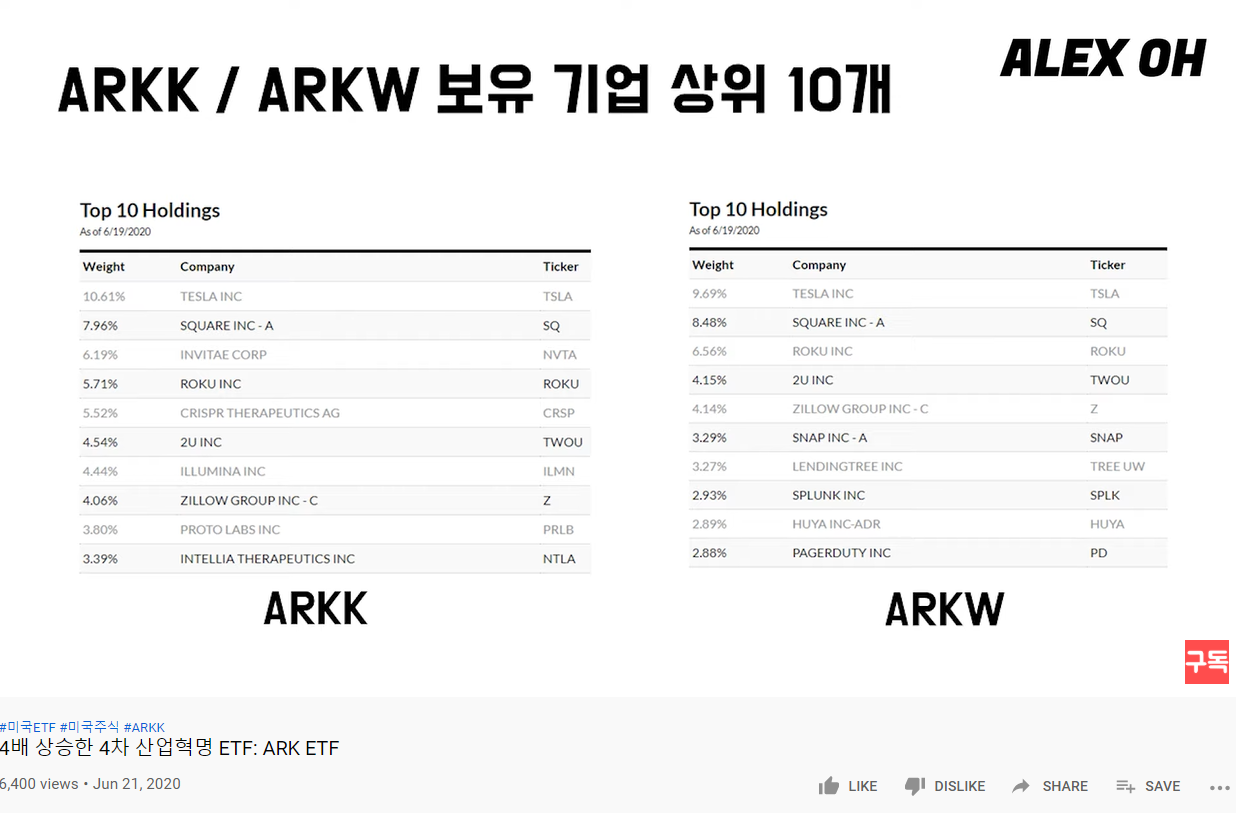 ALEX OH
ARKK / ARKW 보유 기업 상위 10개
Top 10 Holdings
As of 6/19/2020
Weight Company Ticker
10.61% TESLA INC TSLA
7.96% SQUARE INC - A SQ
6.19% INVITAE CORP NVTA
5.71% ROKU INC ROKU
5.52% CRISPR THERAPEUTICS AG CRSP
4.54% 2U INC TWOU
4.44% ILLUMINA INC ILMN
4.06% ZILLOW GROUP INC - C Z
3.80% PROTO LABS INC PRLB
3.39% INTELLIA THERAPEUTICS INC NTLA
ARKK
Top 10 Holdings
As of 6/19/2020
Weight Company Ticker
9.69% TESLA INC TSLA
8.48% SQUARE INC - A SQ
6.56% ROKU INC ROKU
4.15% 2U INC TWOU
4.14% ZILLOW GROUP INC - C Z
3.29% SNAP INC - A SNAP
3.27% LENDINGTREE INC TREE UW
2.93% SPLUNK INC SPLK
2.89% HUYA INC-ADR HUYA
2.88% PAGERDUTY INC PD
ARKW
구독
#미국ETF #미국주식 #ARKK
4배 상승한 4차 산업혁명 ETF: ARK ETF
6,400 views • Jun 21, 2020
LIKE DISLIKE SHARE SAVE